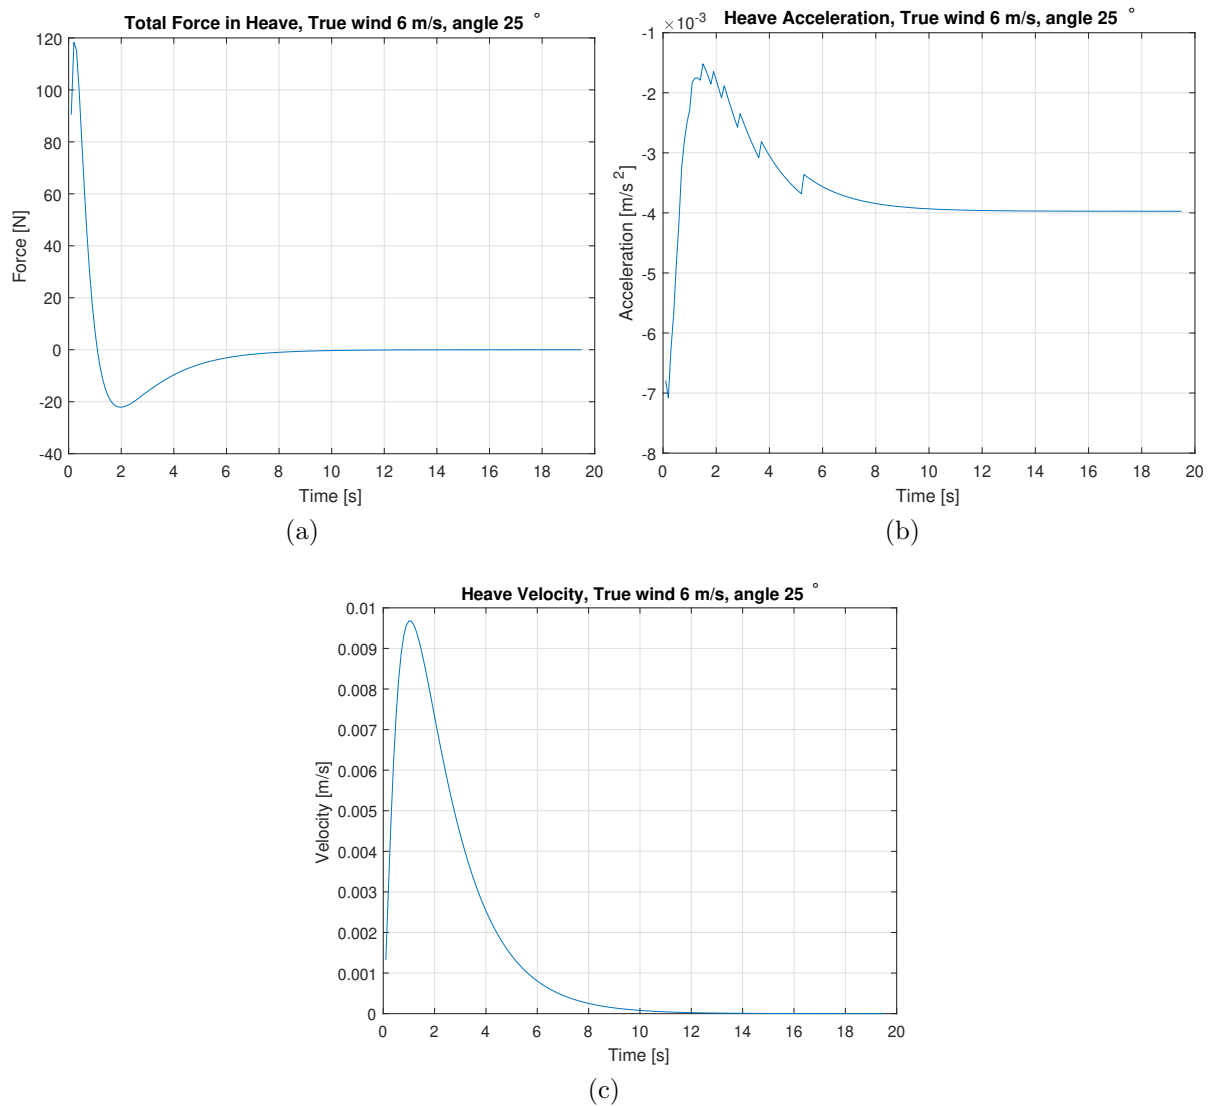 Total Force in Heave, True wind 6 m/s, angle 25 °
120
100
80
60
40
20
0
-20
-40
Force [N]
0 2 4 6 8 10 12 14 16 18 20
Time [s]
(a)
Heave Acceleration, True wind 6 m/s, angle 25 °
×10-3
-1
-2
-3
-4
-5
-6
-7
-8
Acceleration [m/s 2]
0 2 4 6 8 10 12 14 16 18 20
Time [s]
(b)
Heave Velocity, True wind 6 m/s, angle 25 °
0.01
0.009
0.008
0.007
0.006
0.005
0.004
0.003
0.002
0.001
0
Velocity [m/s]
0 2 4 6 8 10 12 14 16 18 20
Time [s]
(c)